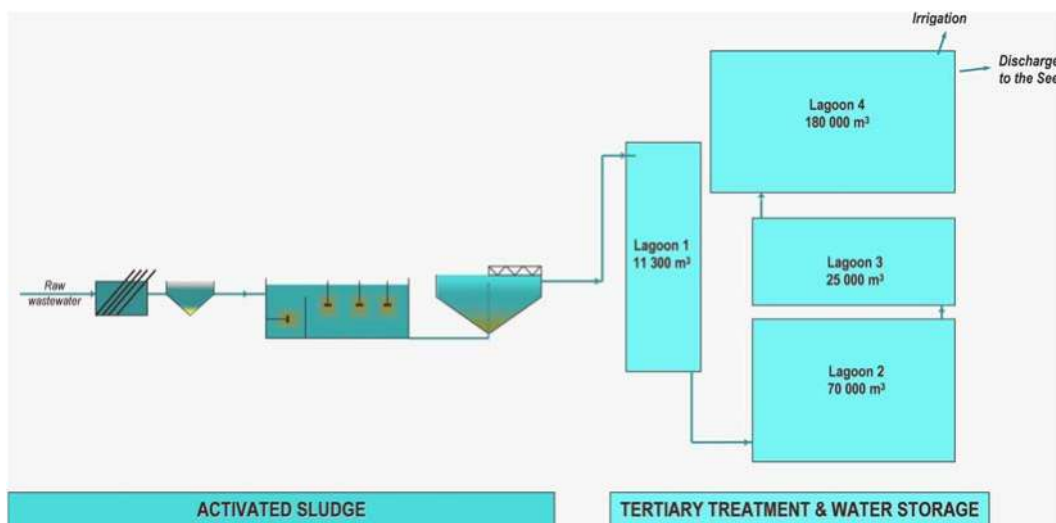 Irrigation
Discharge
to the See
Lagoon 4
180 000 m³
Lagoon 1
11 300 m³
Lagoon 3
25 000 m³
Raw
wastewater
Lagoon 2
70 000 m³
ACTIVATED SLUDGE
TERTIARY TREATMENT & WATER STORAGE